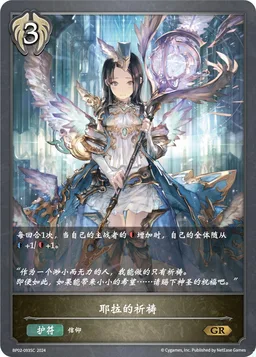 3
每回合1次，当自己的主战者的增加时，自己的全体随从
+1/+1。
“作为一个渺小而无力的人，我能做的只有祈祷。
即便如此，如果能带来小小的希望……请赐下神圣的祝福吧。”
耶拉的祈祷
护符 信仰
GR
BP02-093SC 2024
© Cygames, Inc. Published by NetEase Games